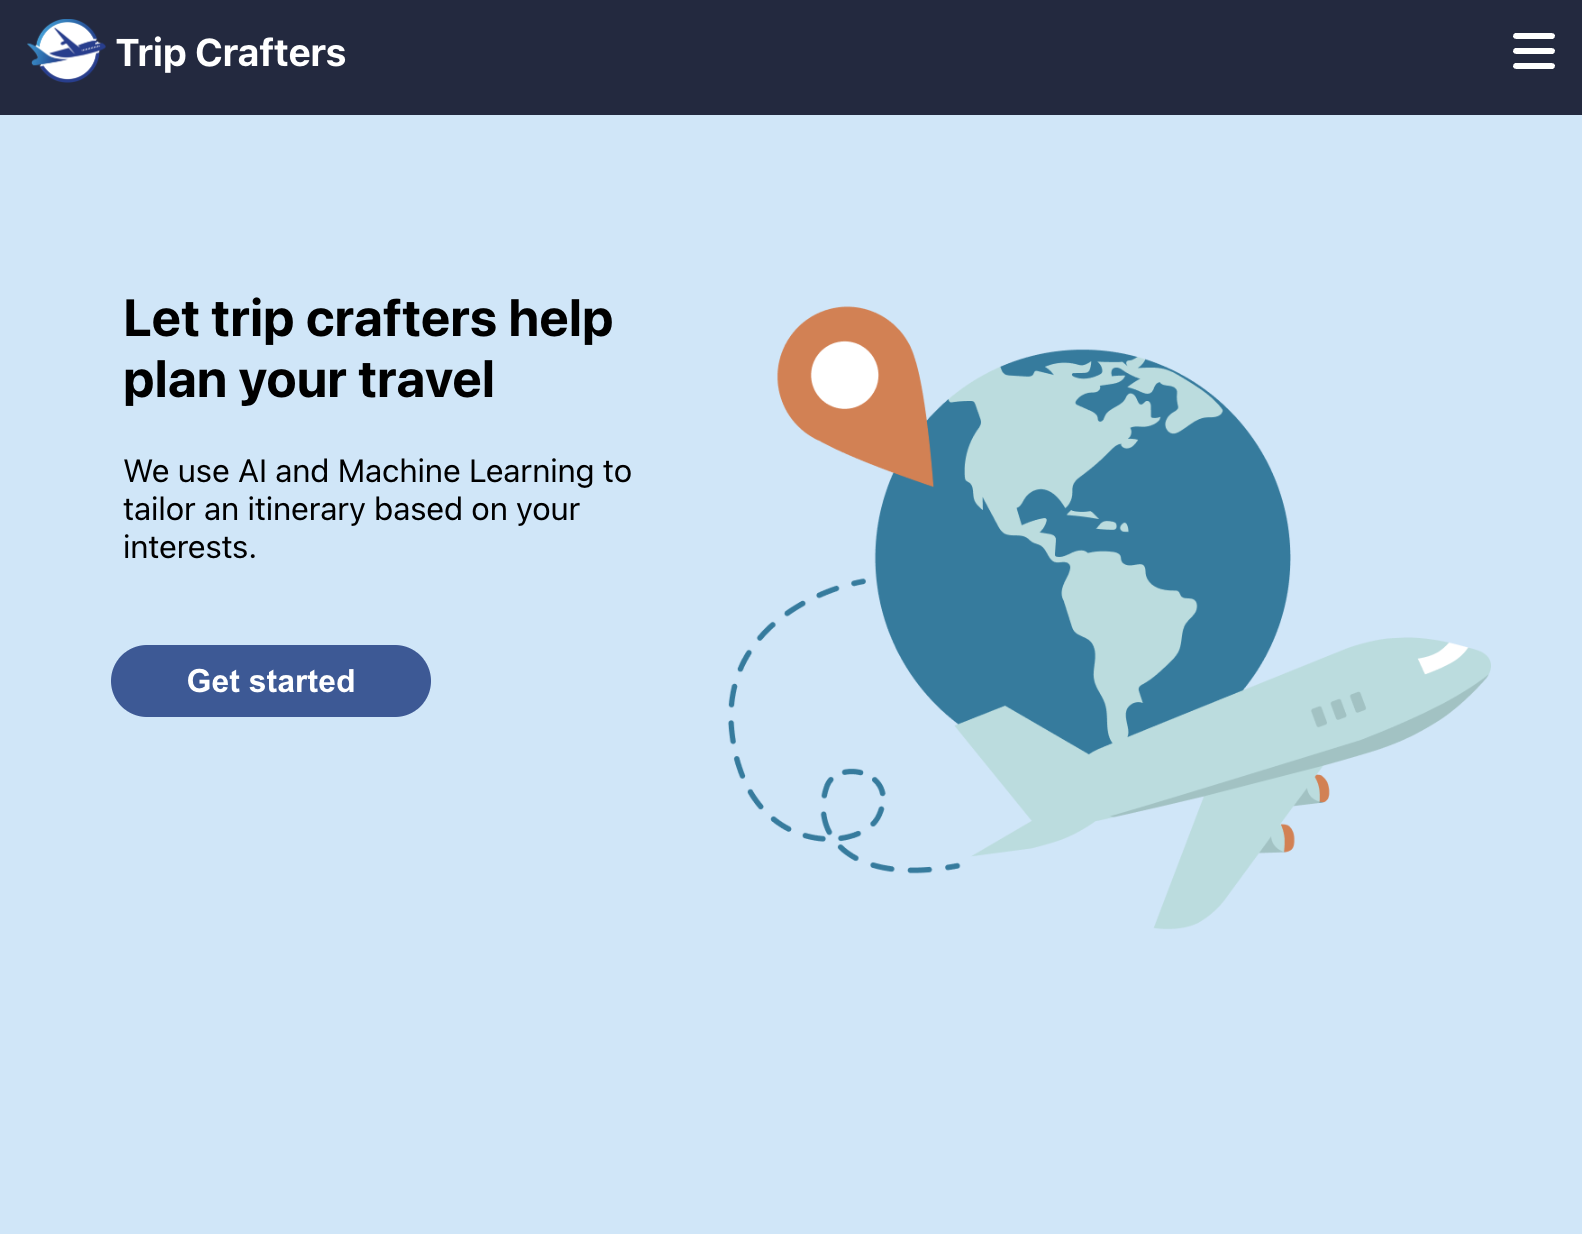 Trip Crafters
Let trip crafters help
plan your travel
We use AI and Machine Learning to
tailor an itinerary based on your
interests.
Get started